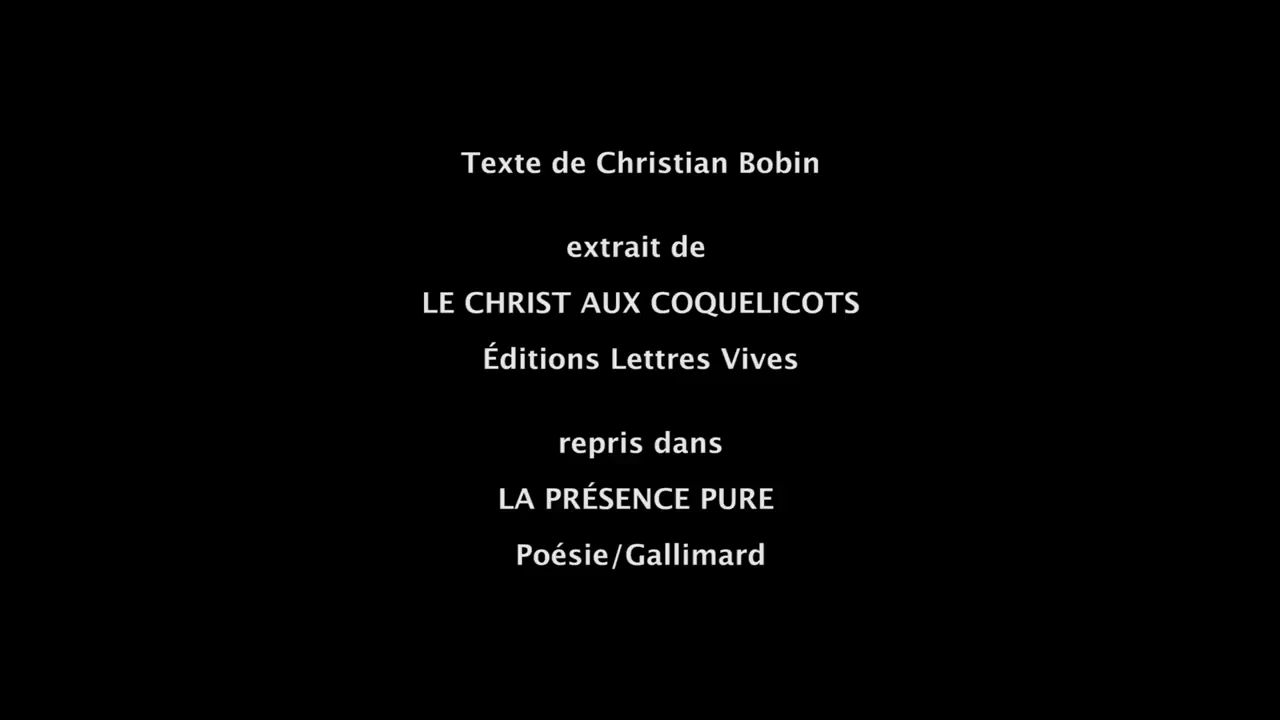 Texte de Christian Bobin
extrait de
LE CHRIST AUX COQUELICOTS
Éditions Lettres Vives
repris dans
LA PRÉSENCE PURE
Poésie/Gallimard